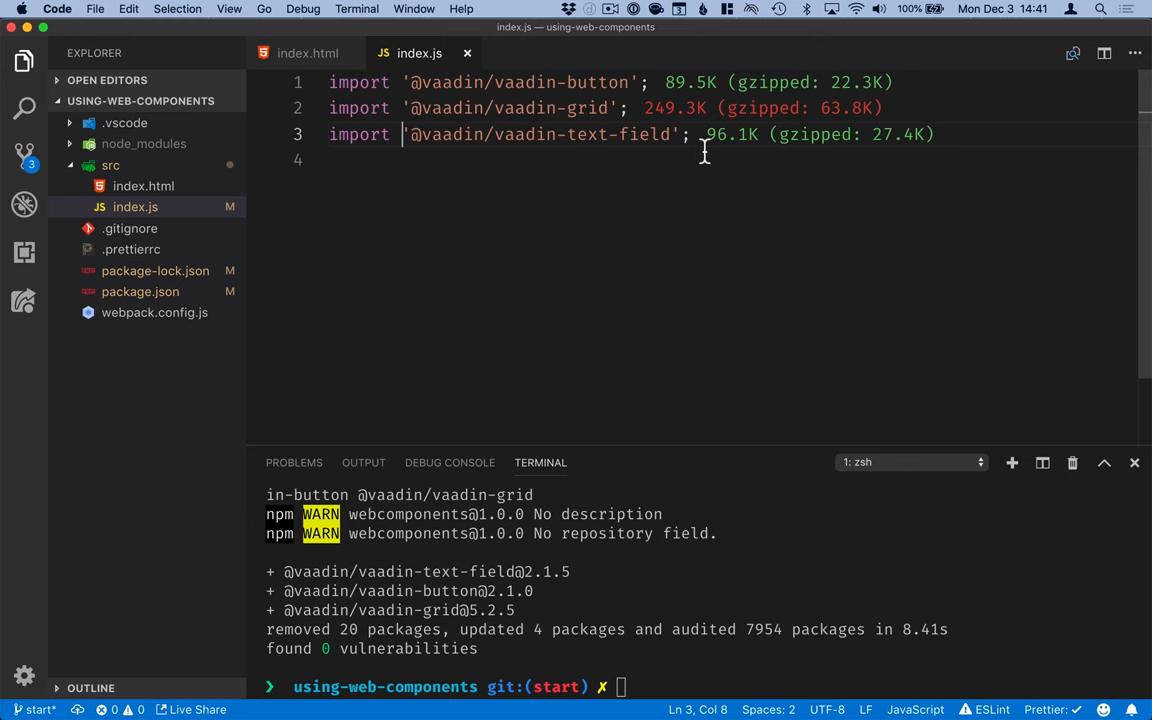 Code File Edit Selection View Go Debug Terminal Window Help 3 100% Mon Dec 3 14:41
index.js — using-web-components
EXPLORER
index.html
JS index.js ×
OPEN EDITORS
USING-WEB-COMPONENTS
.vscode
node_modules
src
index.html
JS index.js M
.gitignore
.prettierrc
package-lock.json M
package.json M
webpack.config.js
OUTLINE
3
1 import '@vaadin/vaadin-button'; 89.5K (gzipped: 22.3K)
2 import '@vaadin/vaadin-grid'; 249.3K (gzipped: 63.8K)
3 import '@vaadin/vaadin-text-field'; 96.1K (gzipped: 27.4K)
4
PROBLEMS OUTPUT DEBUG CONSOLE TERMINAL 1: zsh
in-button @vaadin/vaadin-grid
npm WARN webcomponents@1.0.0 No description
npm WARN webcomponents@1.0.0 No repository field.
+ @vaadin/vaadin-text-field@2.1.5
+ @vaadin/vaadin-button@2.1.0
+ @vaadin/vaadin-grid@5.2.5
removed 20 packages, updated 4 packages and audited 7954 packages in 8.41s
found 0 vulnerabilities
❯ using-web-components git:(start) ✗
start* 0 0 Live Share Ln 3, Col 8 Spaces: 2 UTF-8 LF JavaScript ESLint Prettier: ✓